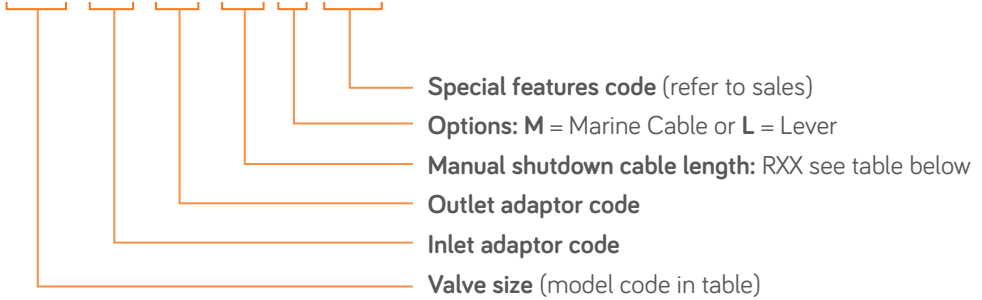 Special features code (refer to sales)
Options: M = Marine Cable or L = Lever
Manual shutdown cable length: RXX see table below
Outlet adaptor code
Inlet adaptor code
Valve size (model code in table)